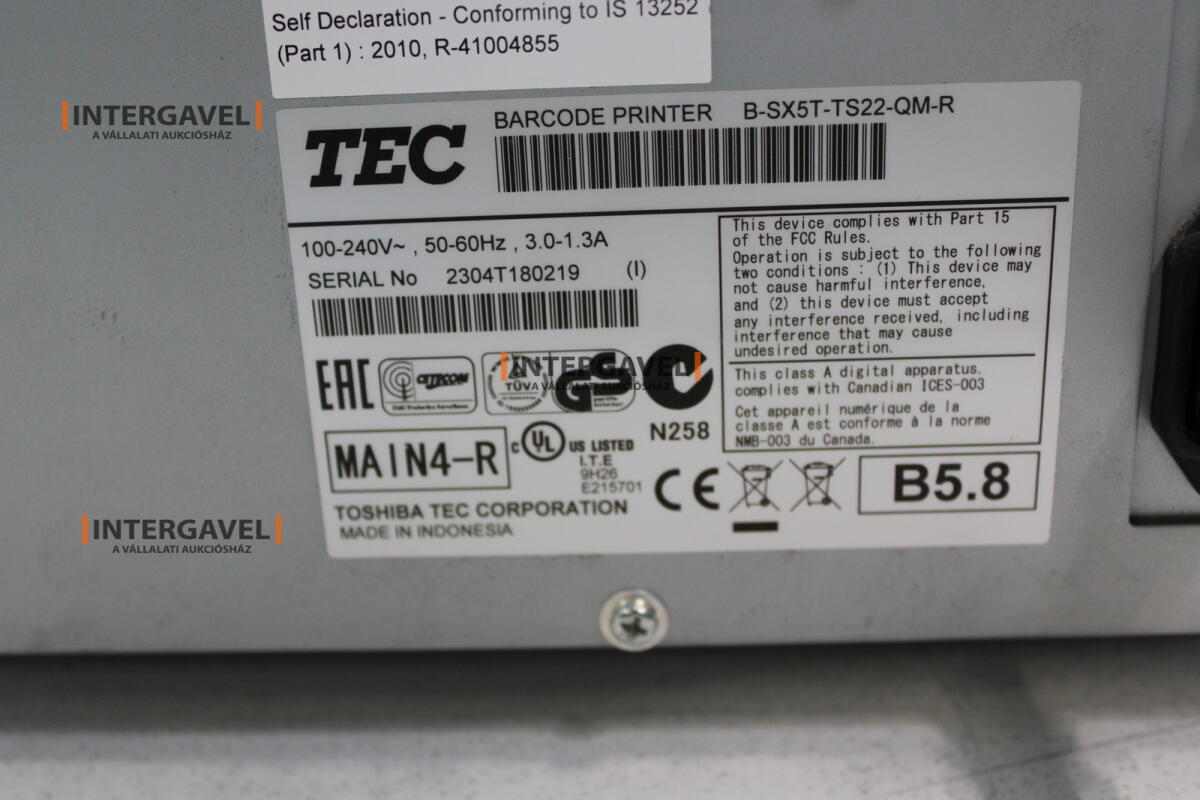 Self Declaration - Conforming to IS 13252
(Part 1) : 2010, R-41004855
INTERGAVEL
A VÁLLALATI AUKCIÓSHÁZ
TEC
BARCODE PRINTER B-SX5T-TS22-QM-R
100-240V~ , 50-60Hz , 3.0-1.3A
SERIAL No 2304T180219 (I)
This device complies with Part 15
of the FCC Rules.
Operation is subject to the following
two conditions : (1) This device may
not cause harmful interference,
and (2) this device must accept
any interference received, including
interference that may cause
undesired operation.
This class A digital apparatus.
complies with Canadian ICES-003
Cet appareil numérique de la
classe A est conforme à la norme
NMB-003 du Canada.
EAC
CETECOM
TÜV
GS
INTERGAVEL
A VÁLLALATI AUKCIÓSHÁZ
N258
MAIN4-R
C UL US LISTED
I.T.E
9H26
E215701
CE
B5.8
TOSHIBA TEC CORPORATION
MADE IN INDONESIA
INTERGAVEL
A VÁLLALATI AUKCIÓSHÁZ